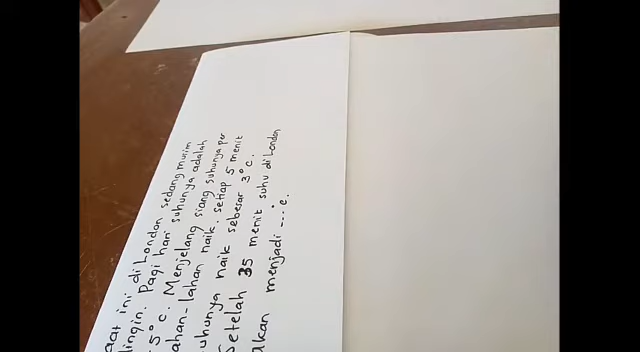 aat ini di London sedang musim
dingin. Pagi hari suhunya adalah
-5°C. Menjelang siang suhunya per
lahan-lahan naik. Setiap 5 menit
suhunya naik sebesar 3°C.
Setelah 35 menit suhu di London
akan menjadi ...°C.